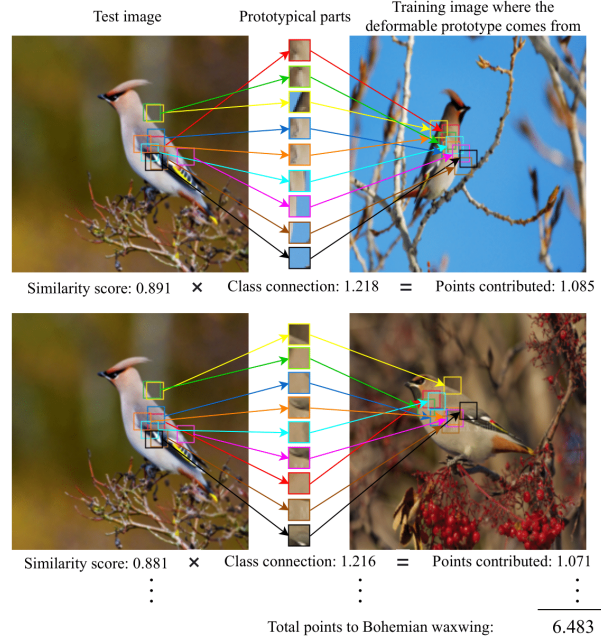 Test image
Prototypical parts
Training image where the
deformable prototype comes from
Similarity score: 0.891 × Class connection: 1.218 = Points contributed: 1.085
Similarity score: 0.881 × Class connection: 1.216 = Points contributed: 1.071
Total points to Bohemian waxwing: 6.483